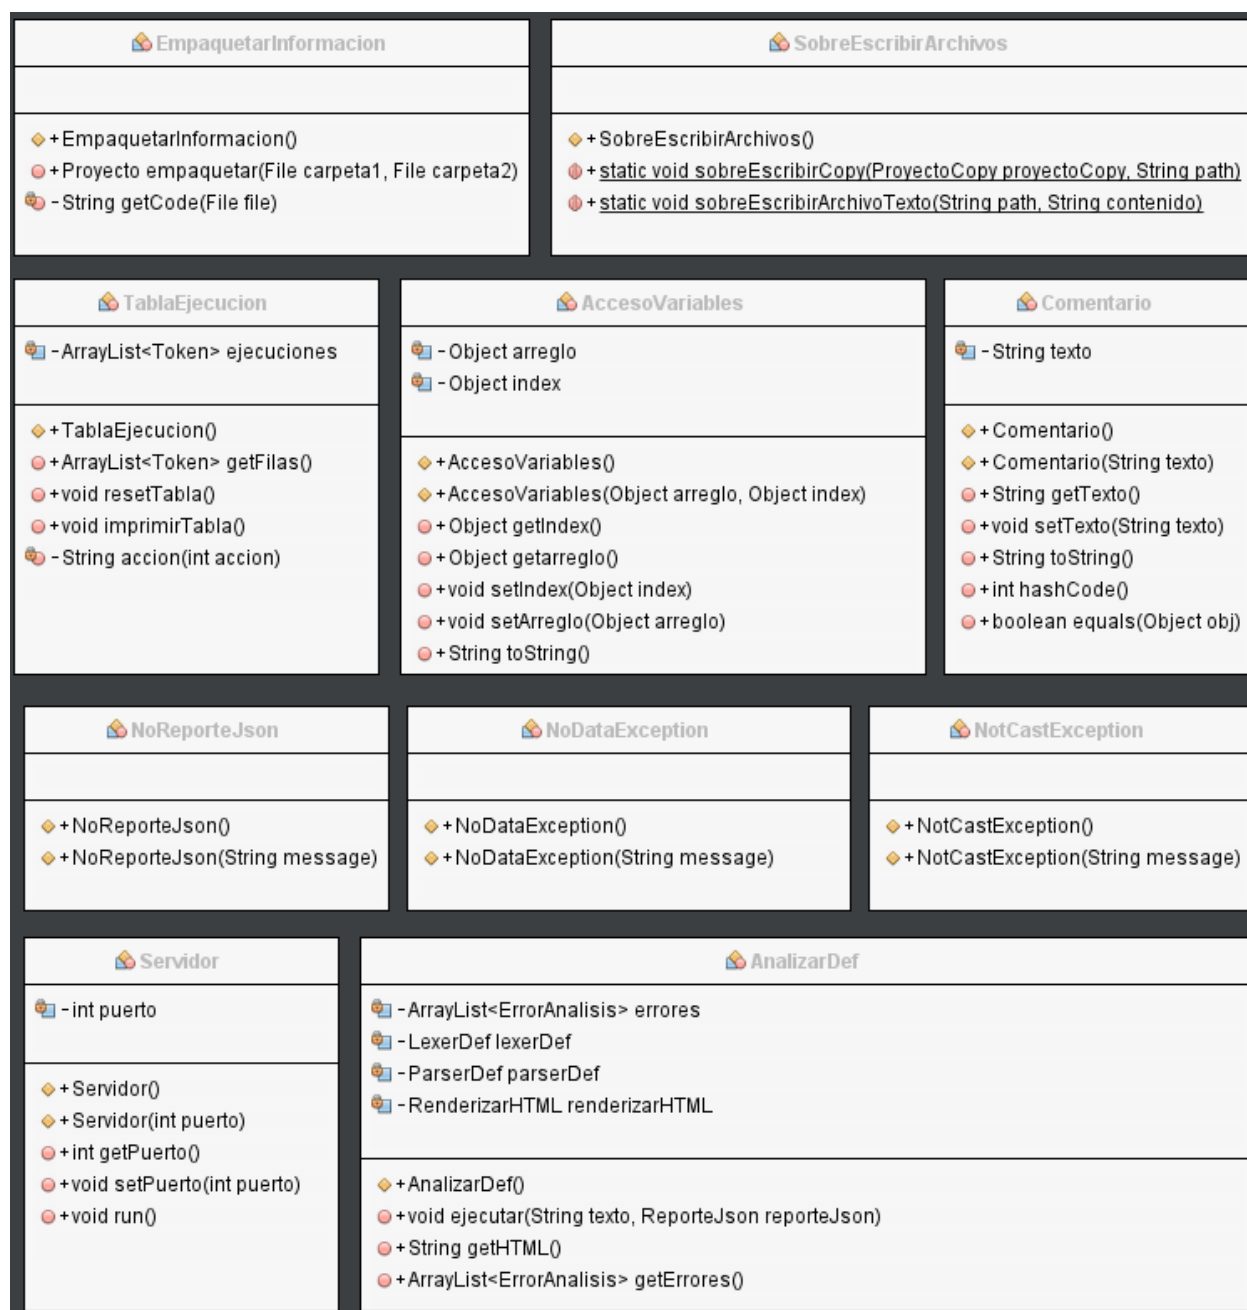 EmpaquetarInformacion
+EmpaquetarInformacion()
+Proyecto empaquetar(File carpeta1, File carpeta2)
-String getCode(File file)
SobreEscribirArchivos
+SobreEscribirArchivos()
+static void sobreEscribirCopy(ProyectoCopy proyectoCopy, String path)
+static void sobreEscribirArchivoTexto(String path, String contenido)
TablaEjecucion
-ArrayList<Token> ejecuciones
+TablaEjecucion()
+ArrayList<Token> getFilas()
+void resetTabla()
+void imprimirTabla()
-String accion(int accion)
AccesoVariables
-Object arreglo
-Object index
+AccesoVariables()
+AccesoVariables(Object arreglo, Object index)
+Object getIndex()
+Object getarreglo()
+void setIndex(Object index)
+void setArreglo(Object arreglo)
+String toString()
Comentario
-String texto
+Comentario()
+Comentario(String texto)
+String getTexto()
+void setTexto(String texto)
+String toString()
+int hashCode()
+boolean equals(Object obj)
NoReporteJson
+NoReporteJson()
+NoReporteJson(String message)
NoDataException
+NoDataException()
+NoDataException(String message)
NotCastException
+NotCastException()
+NotCastException(String message)
Servidor
-int puerto
+Servidor()
+Servidor(int puerto)
+int getPuerto()
+void setPuerto(int puerto)
+void run()
AnalizarDef
-ArrayList<ErrorAnalisis> errores
-LexerDef lexerDef
-ParserDef parserDef
-RenderizarHTML renderizarHTML
+AnalizarDef()
+void ejecutar(String texto, ReporteJson reporteJson)
+String getHTML()
+ArrayList<ErrorAnalisis> getErrores()